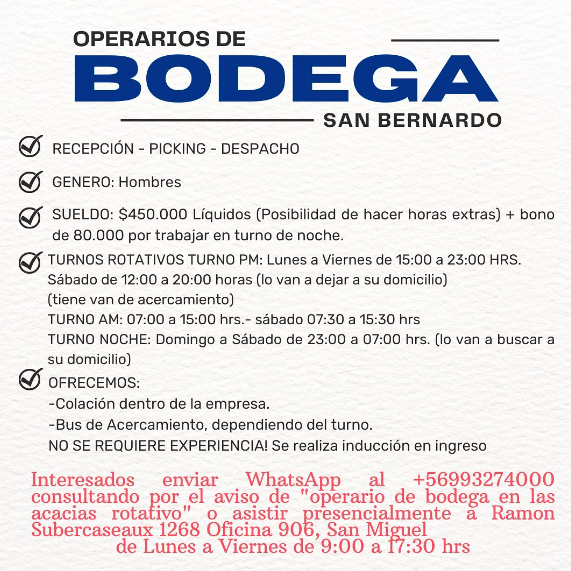 OPERARIOS DE
BODEGA
SAN BERNARDO
RECEPCIÓN - PICKING - DESPACHO
GENERO: Hombres
SUELDO: $450.000 Líquidos (Posibilidad de hacer horas extras) + bono
de 80.000 por trabajar en turno de noche.
TURNOS ROTATIVOS TURNO PM: Lunes a Viernes de 15:00 a 23:00 HRS.
Sábado de 12:00 a 20:00 horas (lo van a dejar a su domicilio)
(tiene van de acercamiento)
TURNO AM: 07:00 a 15:00 hrs.- sábado 07:30 a 15:30 hrs
TURNO NOCHE: Domingo a Sábado de 23:00 a 07:00 hrs. (lo van a buscar a
su domicilio)
OFRECEMOS:
-Colación dentro de la empresa.
-Bus de Acercamiento, dependiendo del turno.
NO SE REQUIERE EXPERIENCIA! Se realiza inducción en ingreso
Interesados enviar WhatsApp al +56993274000
consultando por el aviso de "operario de bodega en las
acacias rotativo" o asistir presencialmente a Ramon
Subercaseaux 1268 Oficina 906, San Miguel
de Lunes a Viernes de 9:00 a 17:30 hrs